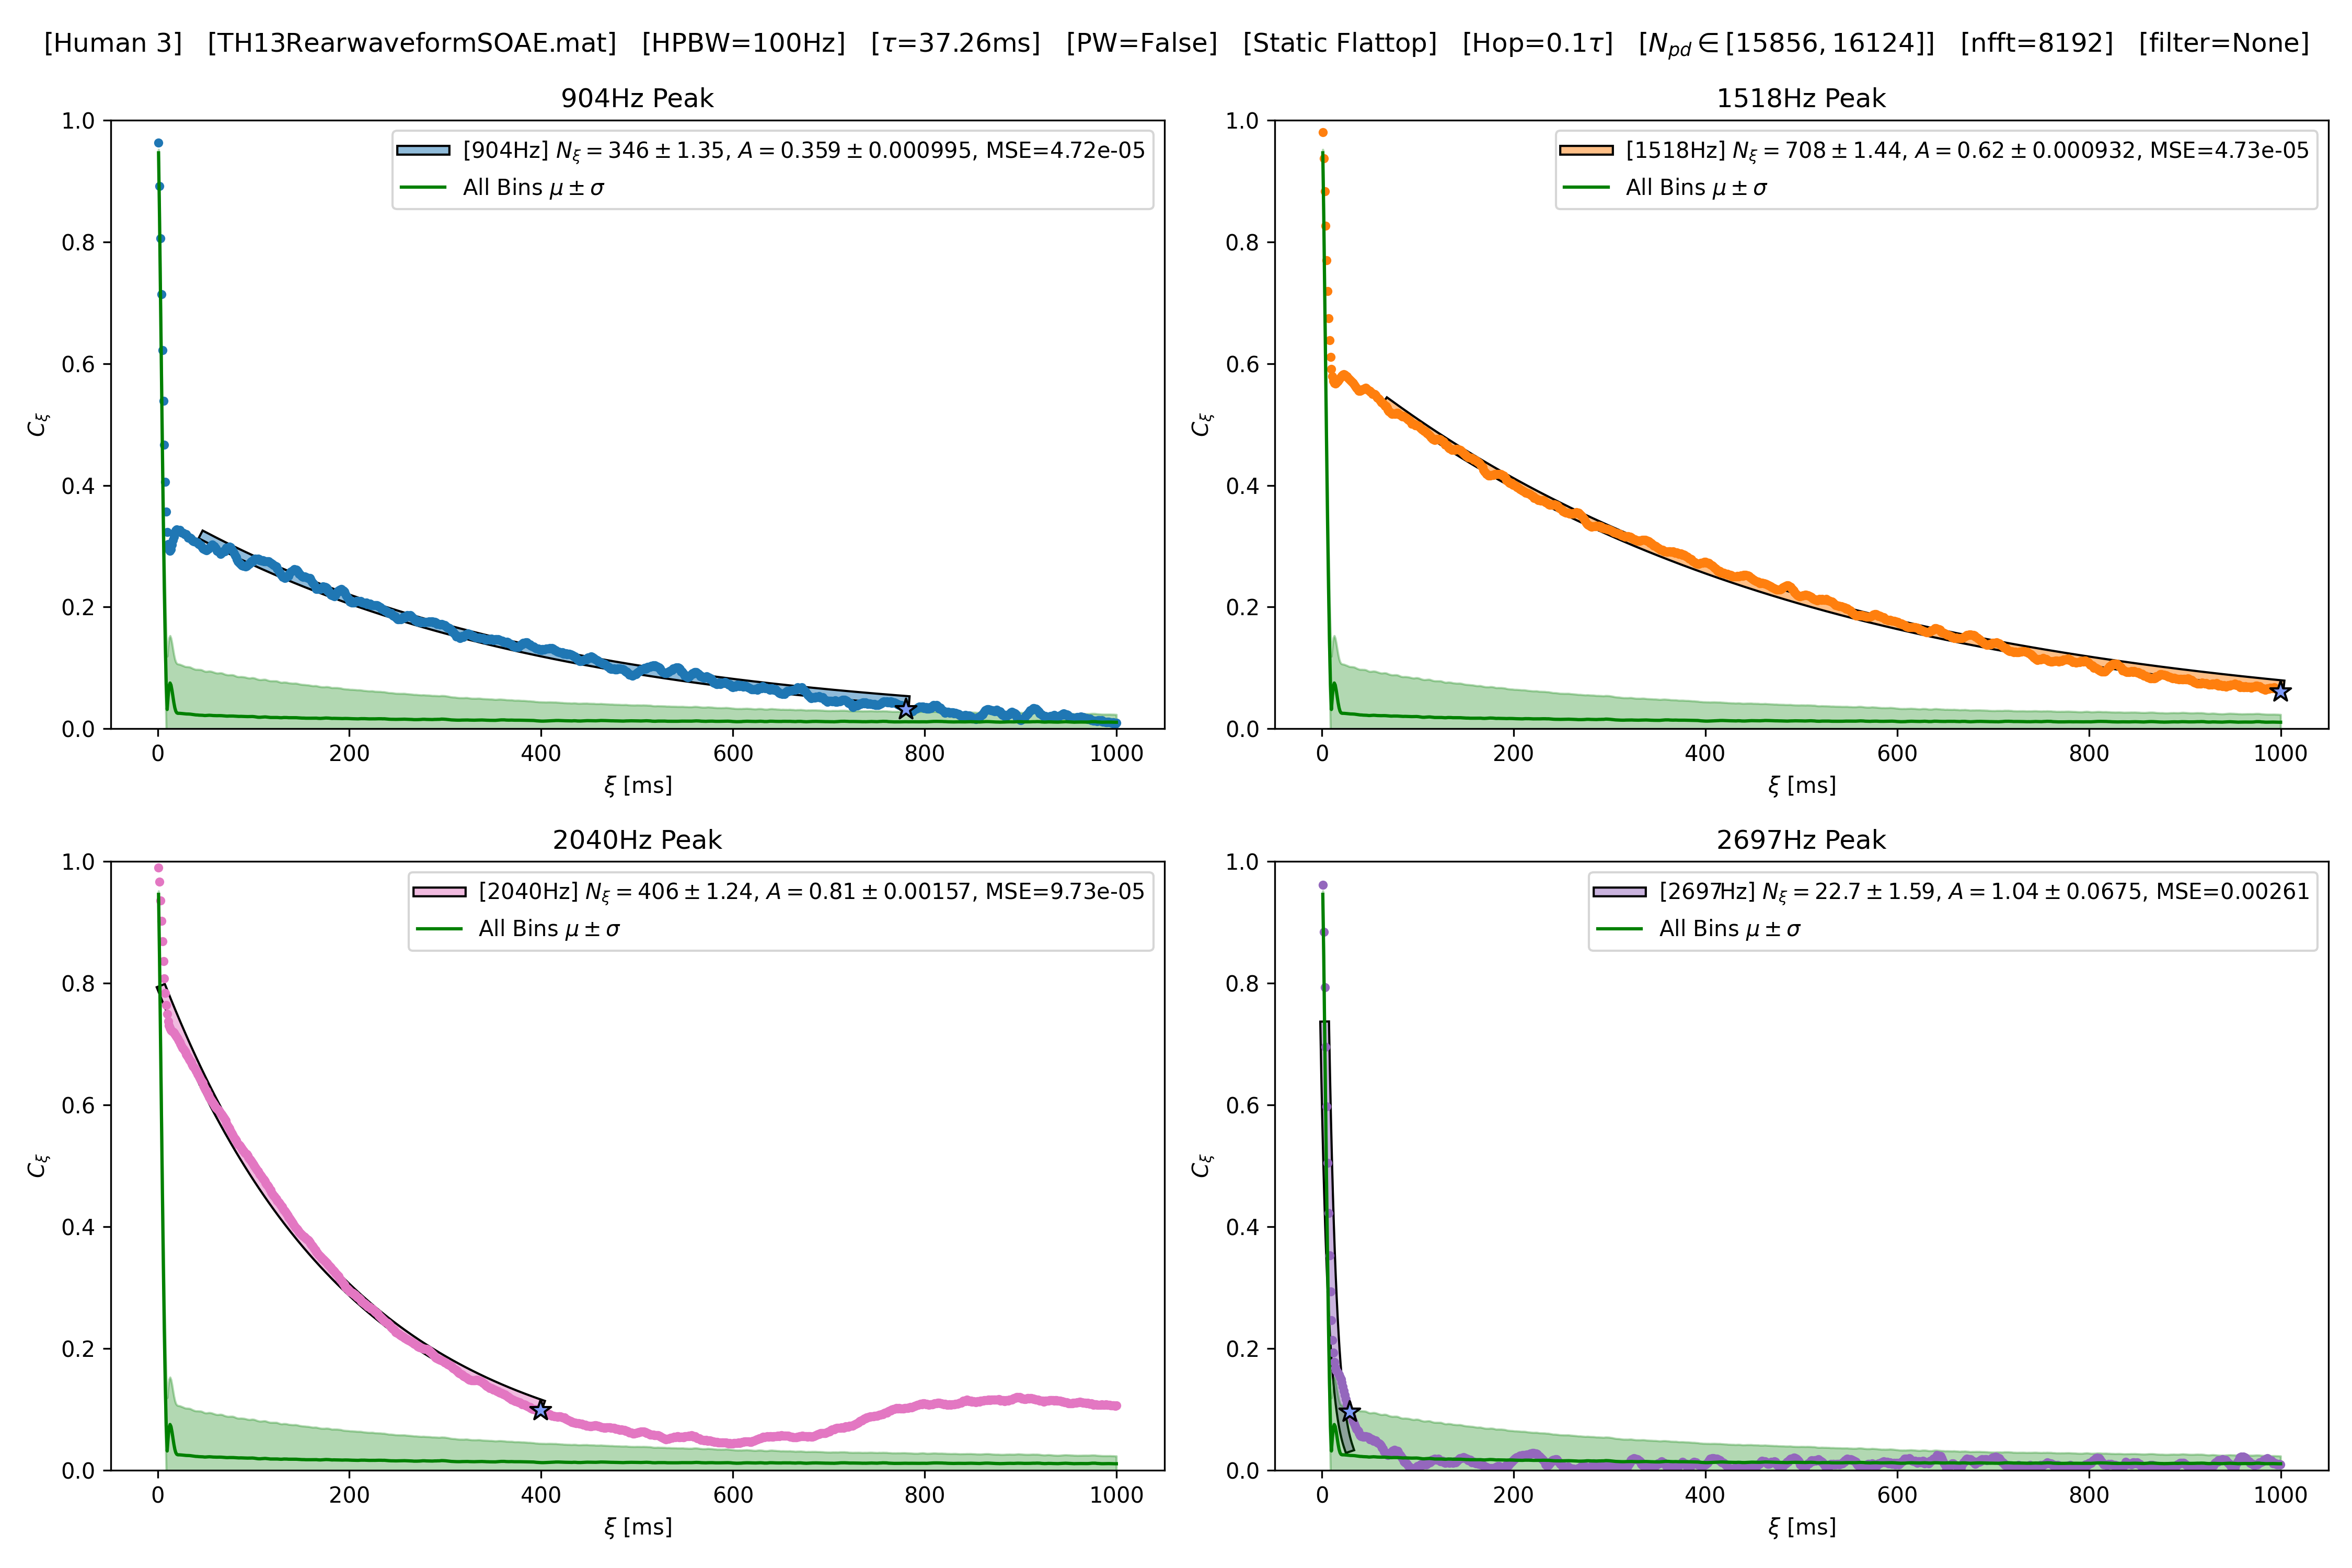 [Human 3] [TH13RearwaveformSOAE.mat] [HPBW=100Hz] [τ=37.26ms] [PW=False] [Static Flattop] [Hop=0.1τ] [N_pd ∈ [15856, 16124]] [nfft=8192] [filter=None]
904Hz Peak
[904Hz] N_ξ = 346 ± 1.35, A = 0.359 ± 0.000995, MSE=4.72e-05
All Bins μ ± σ
1.0
0.8
0.6
0.4
0.2
0.0
C_ξ
0 200 400 600 800 1000
ξ [ms]
1518Hz Peak
[1518Hz] N_ξ = 708 ± 1.44, A = 0.62 ± 0.000932, MSE=4.73e-05
All Bins μ ± σ
1.0
0.8
0.6
0.4
0.2
0.0
C_ξ
0 200 400 600 800 1000
ξ [ms]
2040Hz Peak
[2040Hz] N_ξ = 406 ± 1.24, A = 0.81 ± 0.00157, MSE=9.73e-05
All Bins μ ± σ
1.0
0.8
0.6
0.4
0.2
0.0
C_ξ
0 200 400 600 800 1000
ξ [ms]
2697Hz Peak
[2697Hz] N_ξ = 22.7 ± 1.59, A = 1.04 ± 0.0675, MSE=0.00261
All Bins μ ± σ
1.0
0.8
0.6
0.4
0.2
0.0
C_ξ
0 200 400 600 800 1000
ξ [ms]